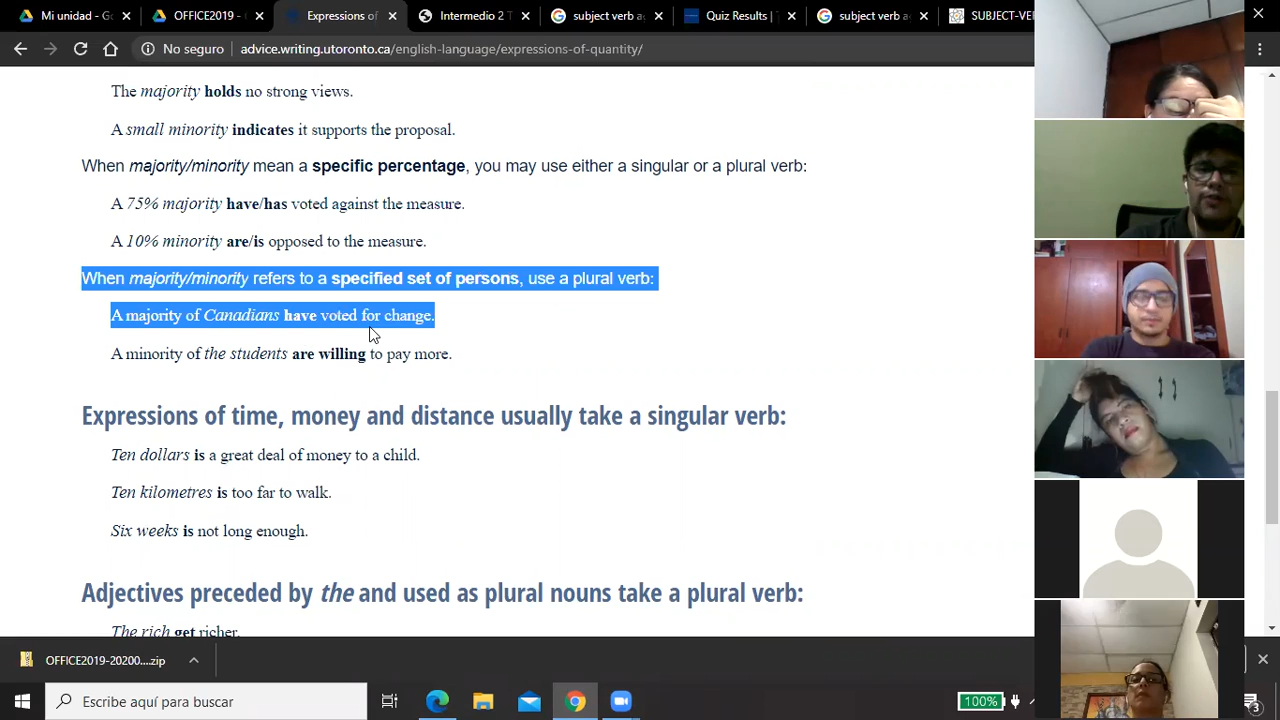 Mi unidad
OFFICE2019 -
Expressions of
Intermedio 2 T
subject verb a
Quiz Results |
subject verb a
SUBJECT-VE
No seguro
advice.writing.utoronto.ca/english-language/expressions-of-quantity/
The majority holds no strong views.
A small minority indicates it supports the proposal.
When majority/minority mean a specific percentage, you may use either a singular or a plural verb:
A 75% majority have/has voted against the measure.
A 10% minority are/is opposed to the measure.
When majority/minority refers to a specified set of persons, use a plural verb:
A majority of Canadians have voted for change.
A minority of the students are willing to pay more.
Expressions of time, money and distance usually take a singular verb:
Ten dollars is a great deal of money to a child.
Ten kilometres is too far to walk.
Six weeks is not long enough.
Adjectives preceded by the and used as plural nouns take a plural verb:
The rich get richer.
OFFICE2019-20200....zip
Escribe aquí para buscar
100%
3